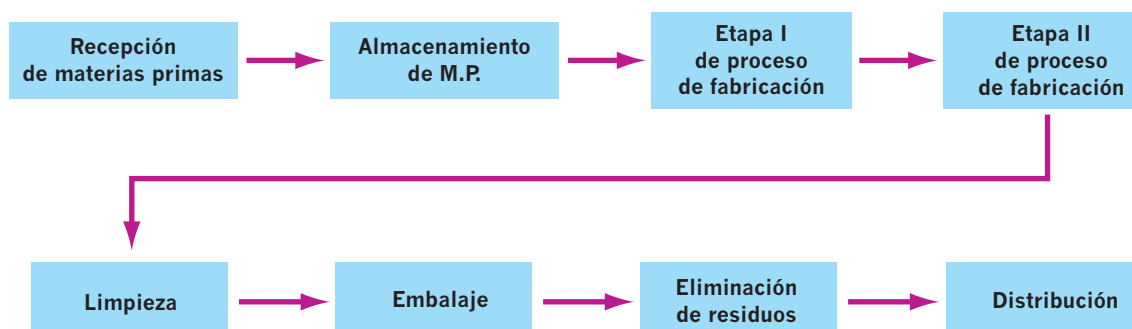 Recepción
de materias primas
Almacenamiento
de M.P.
Etapa I
de proceso
de fabricación
Etapa II
de proceso
de fabricación
Limpieza
Embalaje
Eliminación
de residuos
Distribución